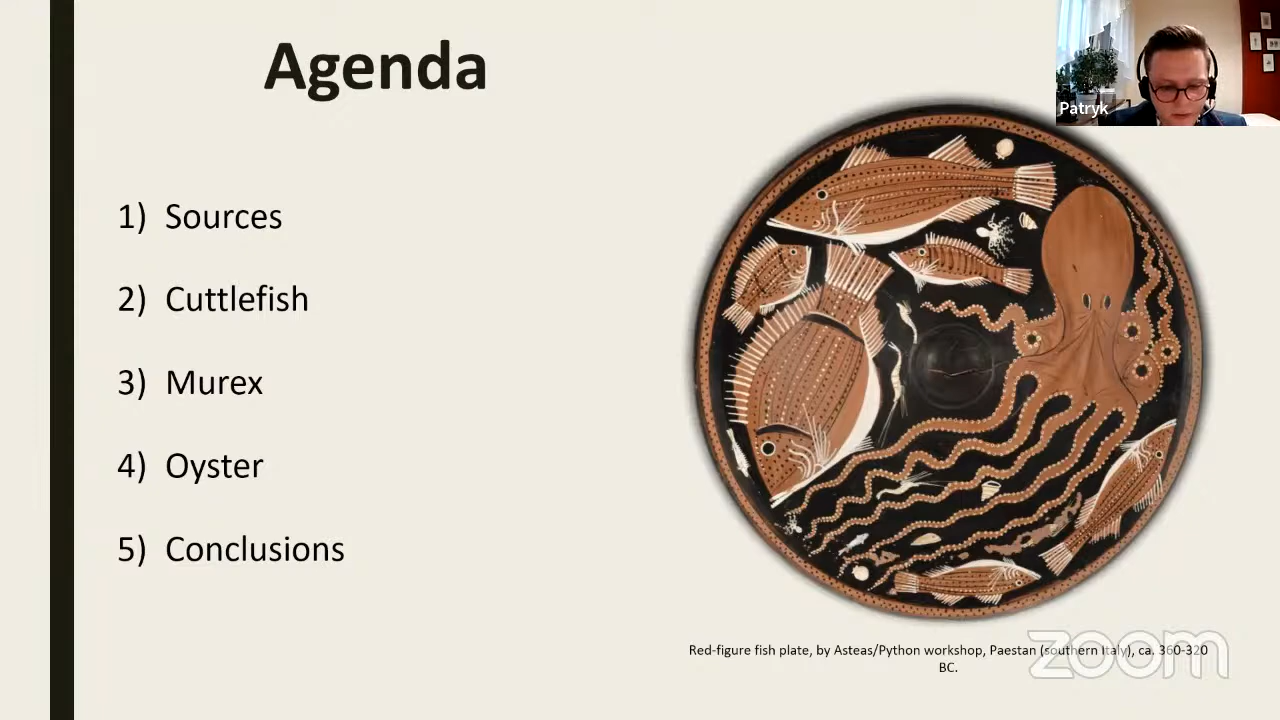 Agenda
Patryk
1) Sources
2) Cuttlefish
3) Murex
4) Oyster
5) Conclusions
Red-figure fish plate, by Asteas/Python workshop, Paestan (southern Italy), ca. 360-320
BC.
zoom